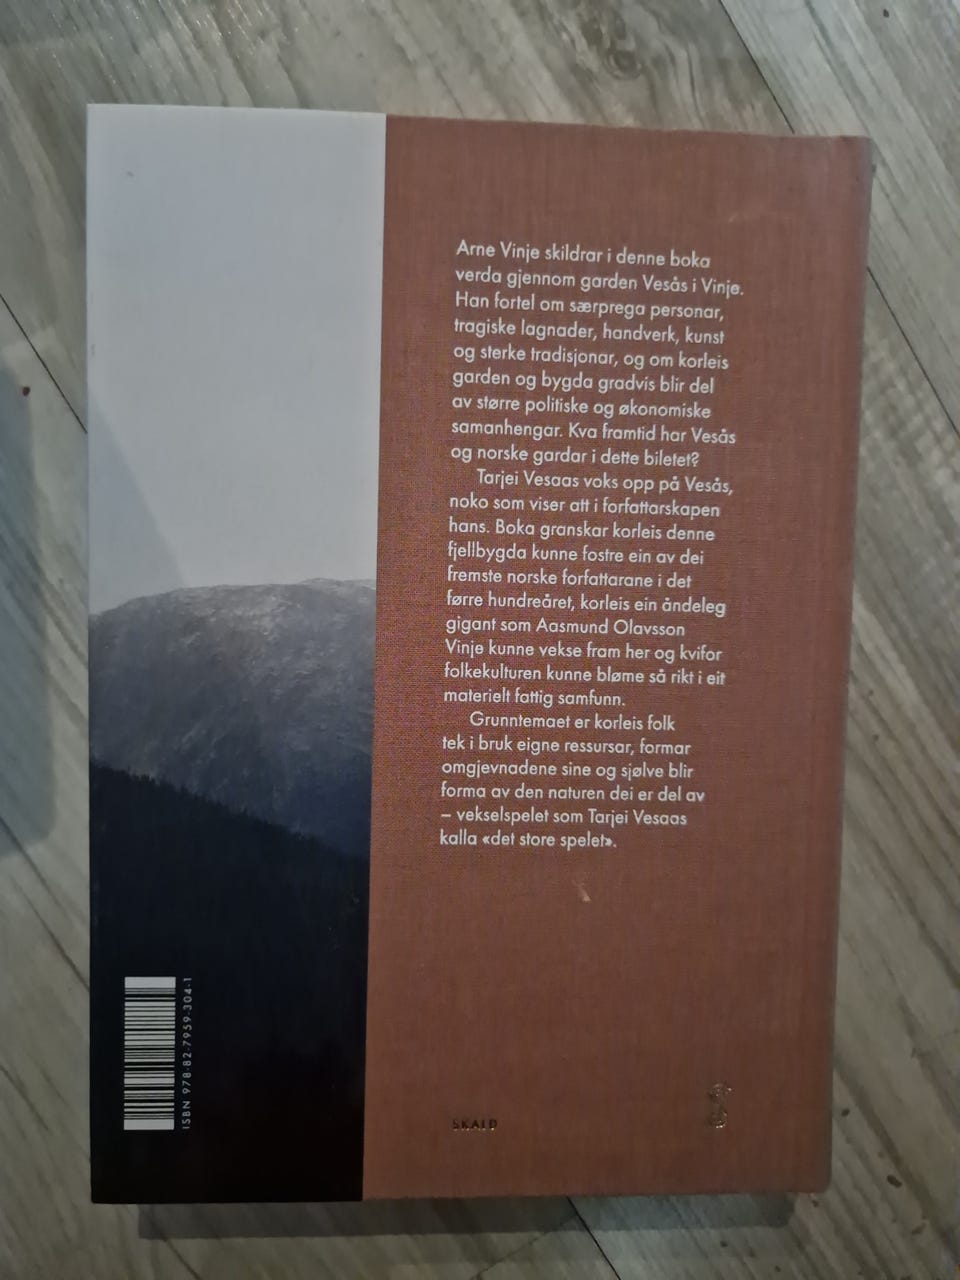 Arne Vinje skildrar i denne boka
verda gjennom garden Vesås i Vinje.
Han fortel om særprega personar,
tragiske lagnader, handverk, kunst
og sterke tradisjonar, og om korleis
garden og bygda gradvis blir del
av større politiske og økonomiske
samanhengar. Kva framtid har Vesås
og norske gardar i dette biletet?
Tarjei Vesaas voks opp på Vesås,
noko som viser att i forfattarskapen
hans. Boka granskar korleis denne
fjellbygda kunne fostre ein av dei
fremste norske forfattarane i det
førre hundreåret, korleis ein åndeleg
gigant som Aasmund Olavsson
Vinje kunne vekse fram her og kvifor
folkekulturen kunne bløme så rikt i eit
materielt fattig samfunn.
Grunntemaet er korleis folk
tek i bruk eigne ressursar, formar
omgjevnadene sine og sjølve blir
forma av den naturen dei er del av
– vekselspelet som Tarjei Vesaas
kalla «det store spelet».
ISBN 978-82-7959-304-1
SKALD